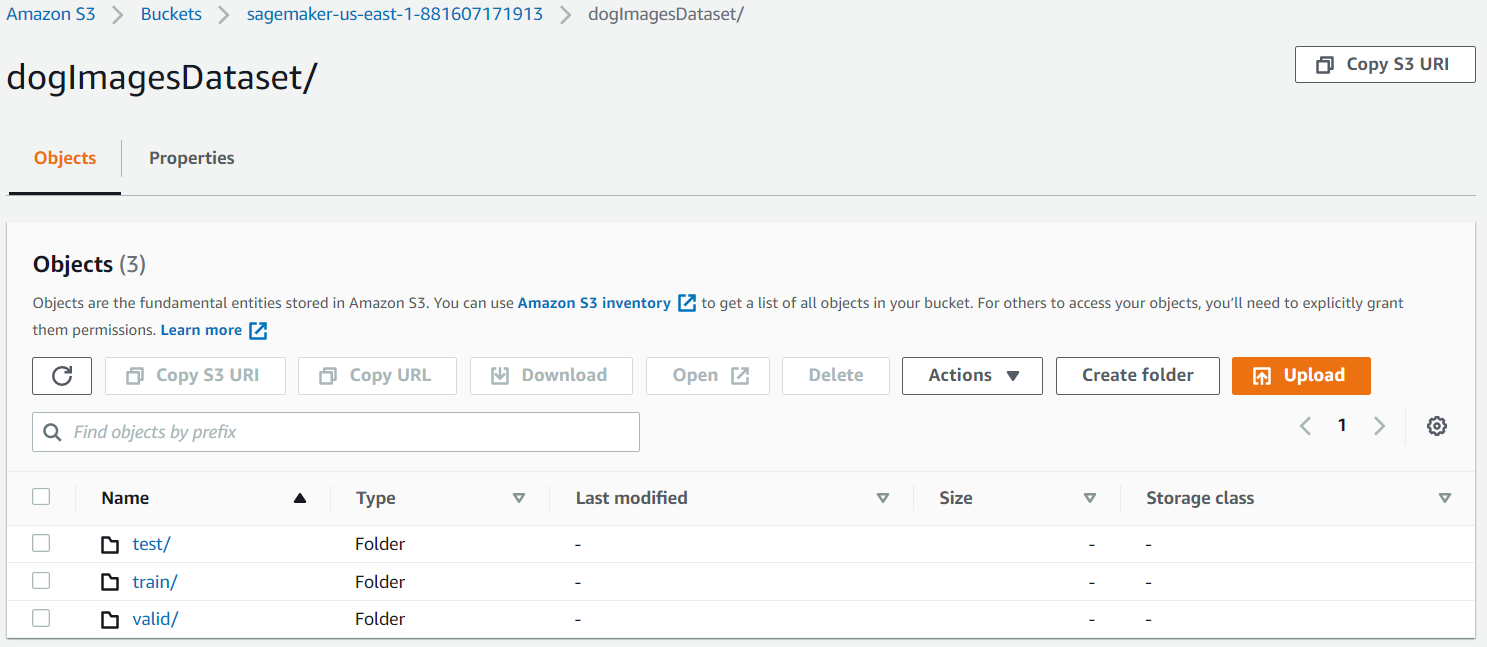 Amazon S3 > Buckets > sagemaker-us-east-1-881607171913 > dogImagesDataset/
dogImagesDataset/
Copy S3 URI
Objects Properties
Objects (3)
Objects are the fundamental entities stored in Amazon S3. You can use Amazon S3 inventory to get a list of all objects in your bucket. For others to access your objects, you'll need to explicitly grant
them permissions. Learn more
Copy S3 URI Copy URL Download Open Delete Actions Create folder Upload
Find objects by prefix
1
Name Type Last modified Size Storage class
test/ Folder - - -
train/ Folder - - -
valid/ Folder - - -